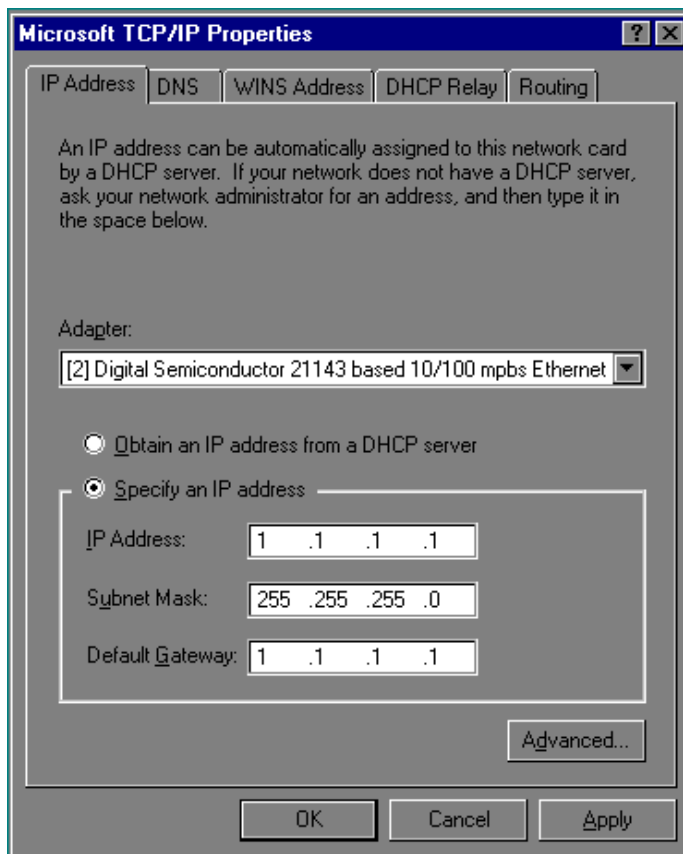 Microsoft TCP/IP Properties
? X
IP Address DNS WINS Address DHCP Relay Routing
An IP address can be automatically assigned to this network card
by a DHCP server. If your network does not have a DHCP server,
ask your network administrator for an address, and then type it in
the space below.
Adapter:
[2] Digital Semiconductor 21143 based 10/100 mpbs Ethernet
Obtain an IP address from a DHCP server
Specify an IP address
IP Address: 1 .1 .1 .1
Subnet Mask: 255 .255 .255 .0
Default Gateway: 1 .1 .1 .1
Advanced...
OK Cancel Apply